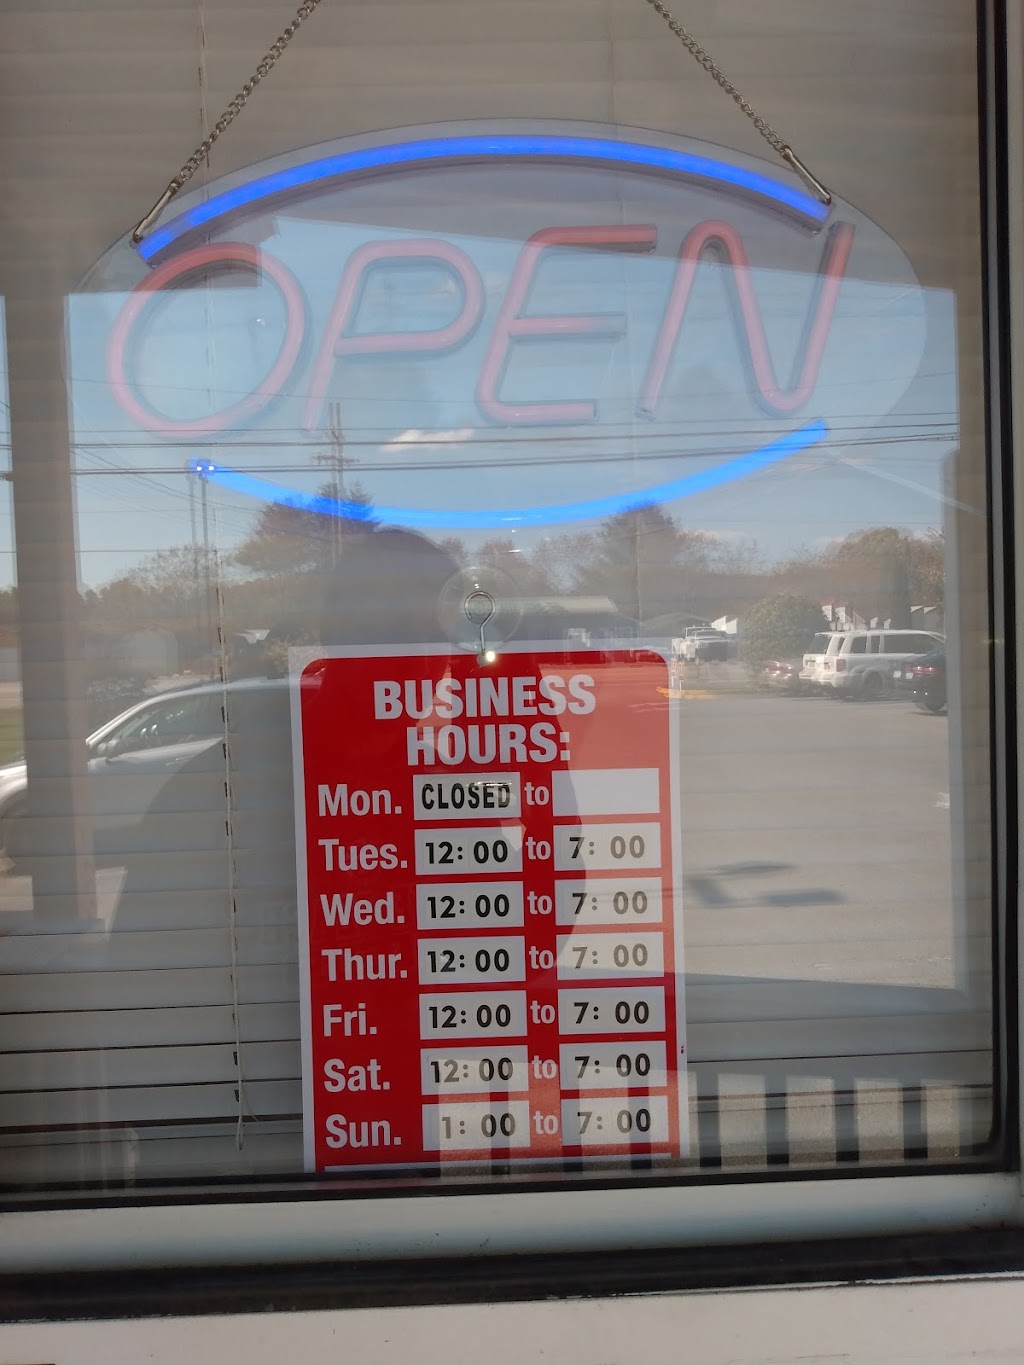 OPEN
BUSINESS
HOURS:
Mon. CLOSED to
Tues. 12:00 to 7:00
Wed. 12:00 to 7:00
Thur. 12:00 to 7:00
Fri. 12:00 to 7:00
Sat. 12:00 to 7:00
Sun. 1:00 to 7:00